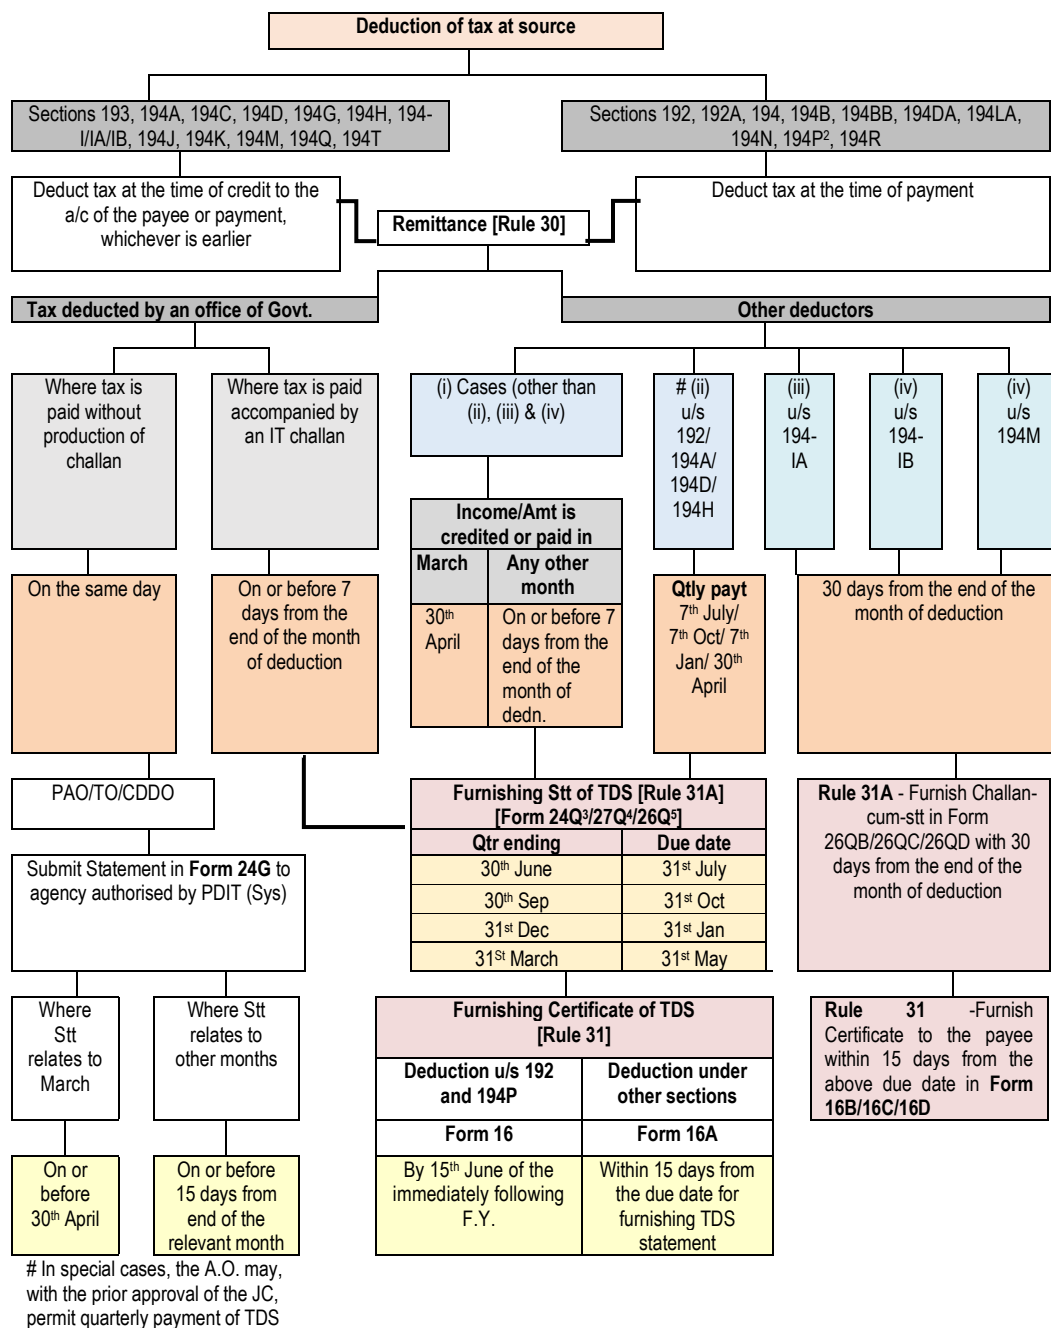 Deduction of tax at source
Sections 193, 194A, 194C, 194D, 194G, 194H, 194-
I/IA/IB, 194J, 194K, 194M, 194Q, 194T
Sections 192, 192A, 194, 194B, 194BB, 194DA, 194LA,
194N, 194P², 194R
Deduct tax at the time of credit to the
a/c of the payee or payment,
whichever is earlier
Remittance [Rule 30]
Deduct tax at the time of payment
Tax deducted by an office of Govt.
Other deductors
Where tax is
paid without
production of
challan
Where tax is paid
accompanied by
an IT challan
(i) Cases (other than
(ii), (iii) & (iv)
# (ii)
u/s
192/
194A/
194D/
194H
(iii)
u/s
194-
IA
(iv)
u/s
194-
IB
(iv)
u/s
194M
Income/Amt is
credited or paid in
March
Any other
month
30th
April
On or before 7
days from the
end of the
month of
dedn.
On the same day
On or before 7
days from the
end of the month
of deduction
Qtly payt
7th July/
7th Oct/ 7th
Jan/ 30th
April
30 days from the end of the
month of deduction
PAO/TO/CDDO
Submit Statement in Form 24G to
agency authorised by PDIT (Sys)
Furnishing Stt of TDS [Rule 31A]
[Form 24Q³/27Q⁴/26Q⁵]
Qtr ending Due date
30th June 31st July
30th Sep 31st Oct
31st Dec 31st Jan
31St March 31st May
Rule 31A - Furnish Challan-
cum-stt in Form
26QB/26QC/26QD with 30
days from the end of the
month of deduction
Where
Stt
relates to
March
Where Stt
relates to
other months
On or
before
30th April
On or before
15 days from
end of the
relevant month
Furnishing Certificate of TDS
[Rule 31]
Deduction u/s 192
and 194P
Deduction under
other sections
Form 16 Form 16A
By 15th June of the
immediately following
F.Y.
Within 15 days from
the due date for
furnishing TDS
statement
Rule 31 -Furnish
Certificate to the payee
within 15 days from the
above due date in Form
16B/16C/16D
# In special cases, the A.O. may,
with the prior approval of the JC,
permit quarterly payment of TDS